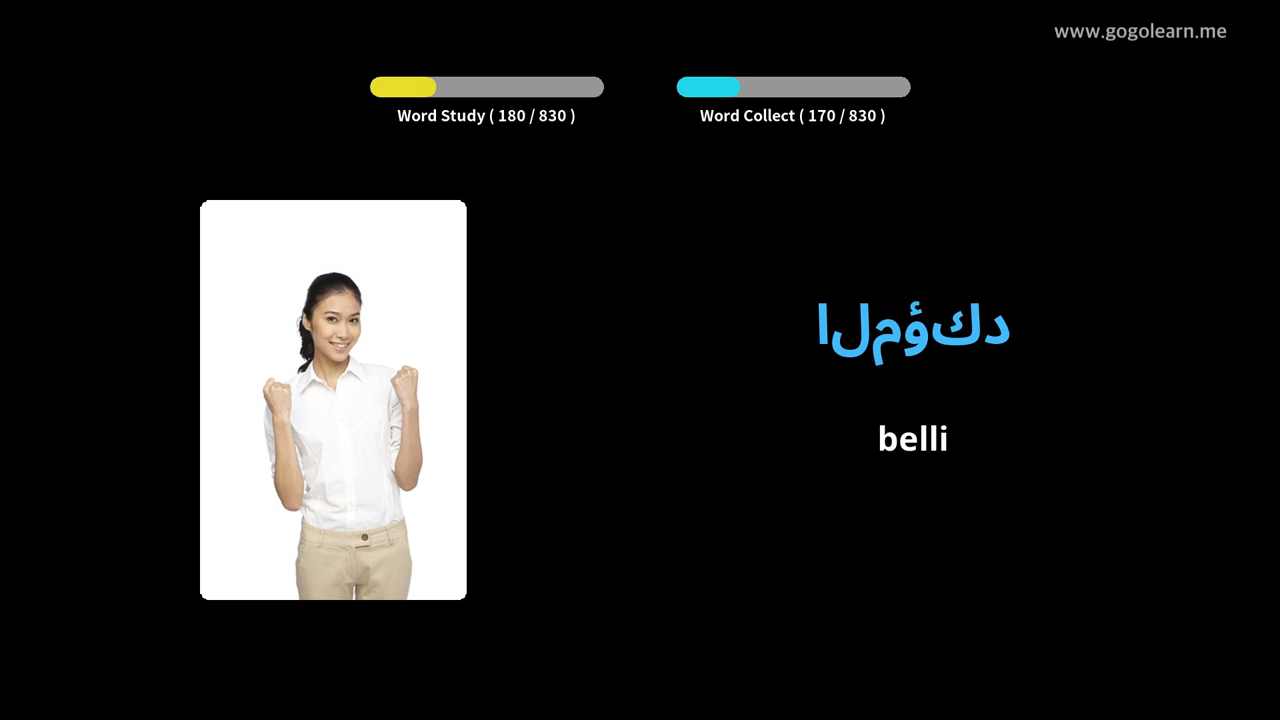 www.gogolearn.me
Word Study ( 180 / 830 )
Word Collect ( 170 / 830 )
المؤكد
belli